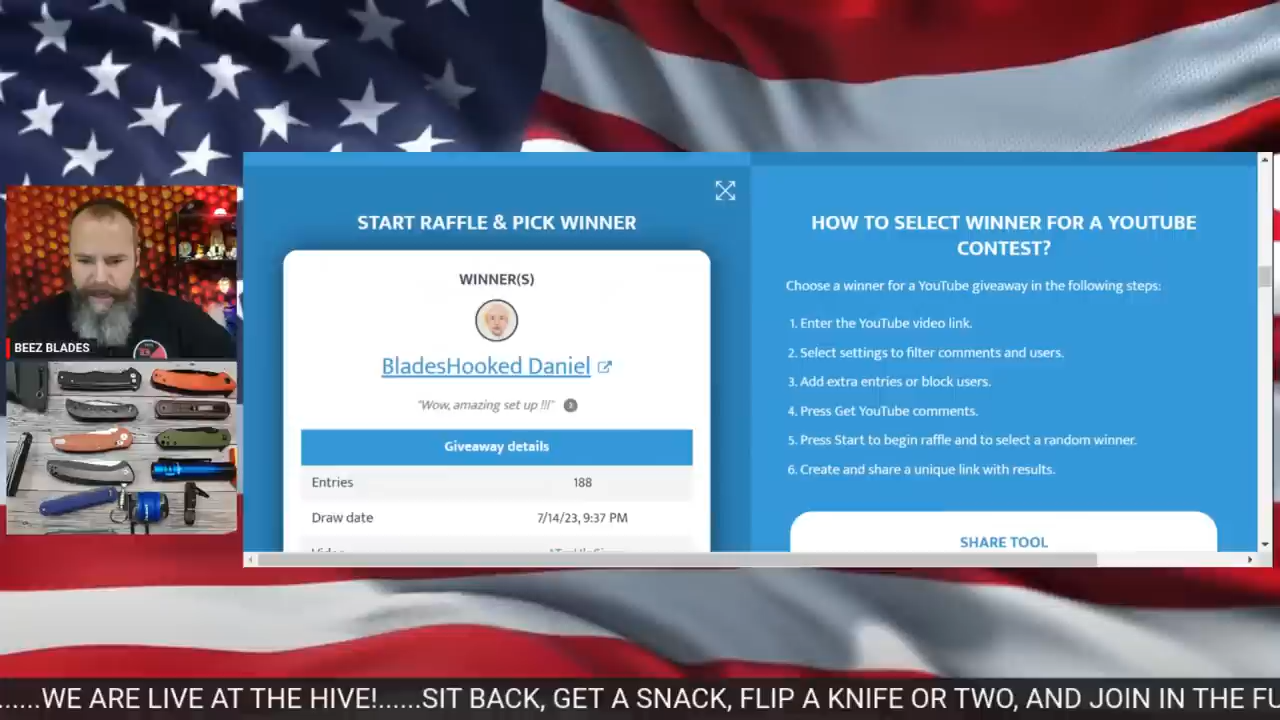 START RAFFLE & PICK WINNER
WINNER(S)
BladesHooked Daniel
"Wow, amazing set up !!!"
Giveaway details
Entries 188
Draw date 7/14/23, 9:37 PM
HOW TO SELECT WINNER FOR A YOUTUBE
CONTEST?
Choose a winner for a YouTube giveaway in the following steps:
1. Enter the YouTube video link.
2. Select settings to filter comments and users.
3. Add extra entries or block users.
4. Press Get YouTube comments.
5. Press Start to begin raffle and to select a random winner.
6. Create and share a unique link with results.
SHARE TOOL
BEEZ BLADES
......WE ARE LIVE AT THE HIVE!......SIT BACK, GET A SNACK, FLIP A KNIFE OR TWO, AND JOIN IN THE FU